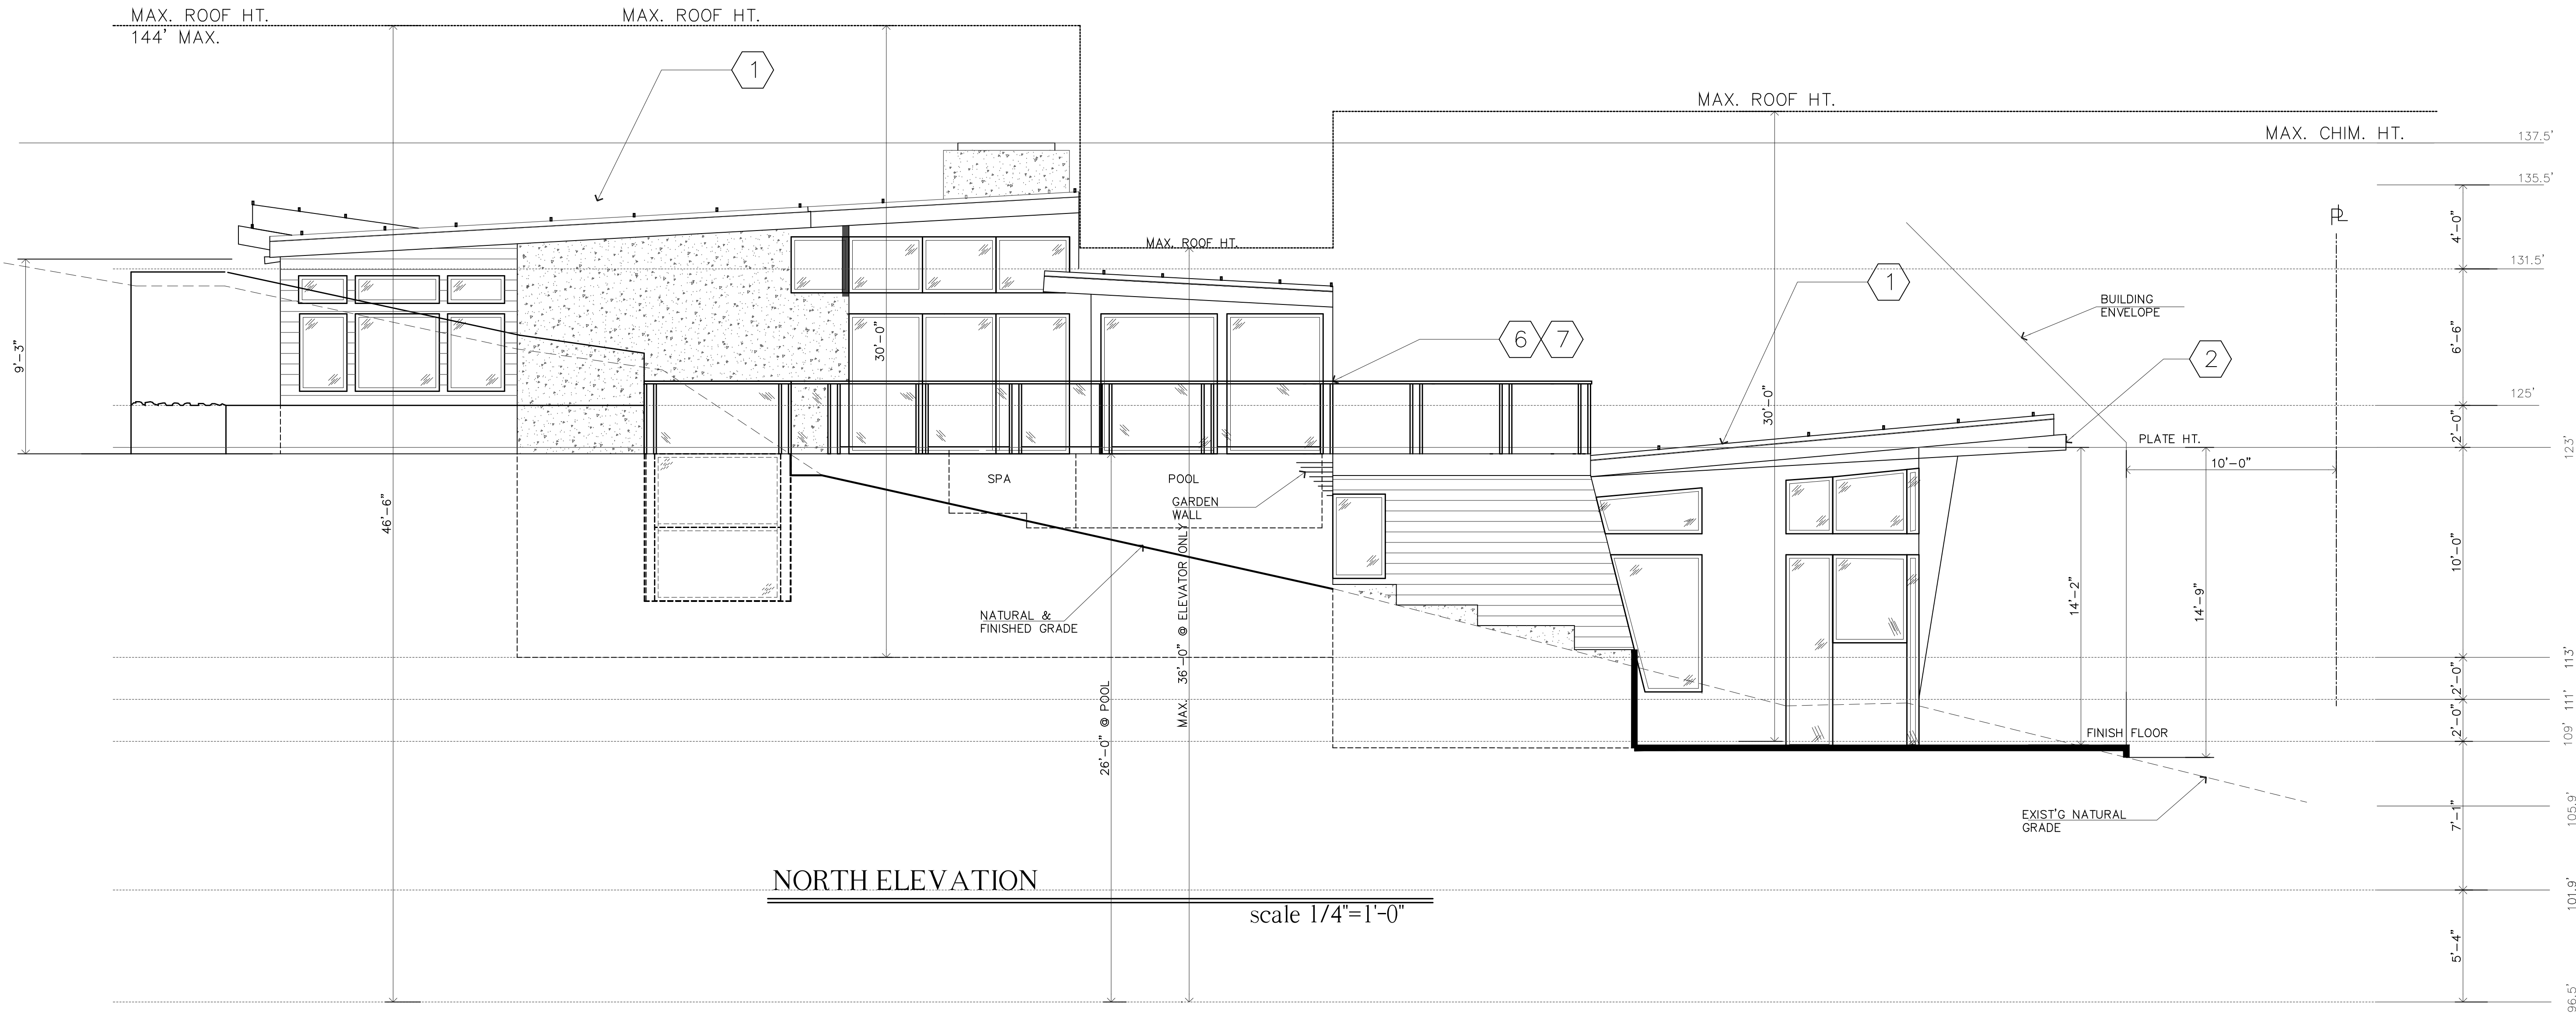 MAX. ROOF HT.
144' MAX.
MAX. ROOF HT.
1
MAX. ROOF HT.
MAX. CHIM. HT.
137.5'
135.5'
PL
4'-0"
MAX. ROOF HT.
131.5'
1
BUILDING
ENVELOPE
9'-3"
30'-0"
6 7
6'-6"
2
125'
30'-0"
2'-0"
PLATE HT.
123'
10'-0"
SPA
POOL
GARDEN
WALL
46'-6"
MAX. 36'-0" @ ELEVATOR ONLY
10'-0"
14'-2"
14'-9"
NATURAL &
FINISHED GRADE
113'
2'-0"
111'
2'-0"
109'
FINISH FLOOR
26'-0" @ POOL
EXIST'G NATURAL
GRADE
105.9'
7'-1"
NORTH ELEVATION
scale 1/4"=1'-0"
101.9'
5'-4"
96.5'